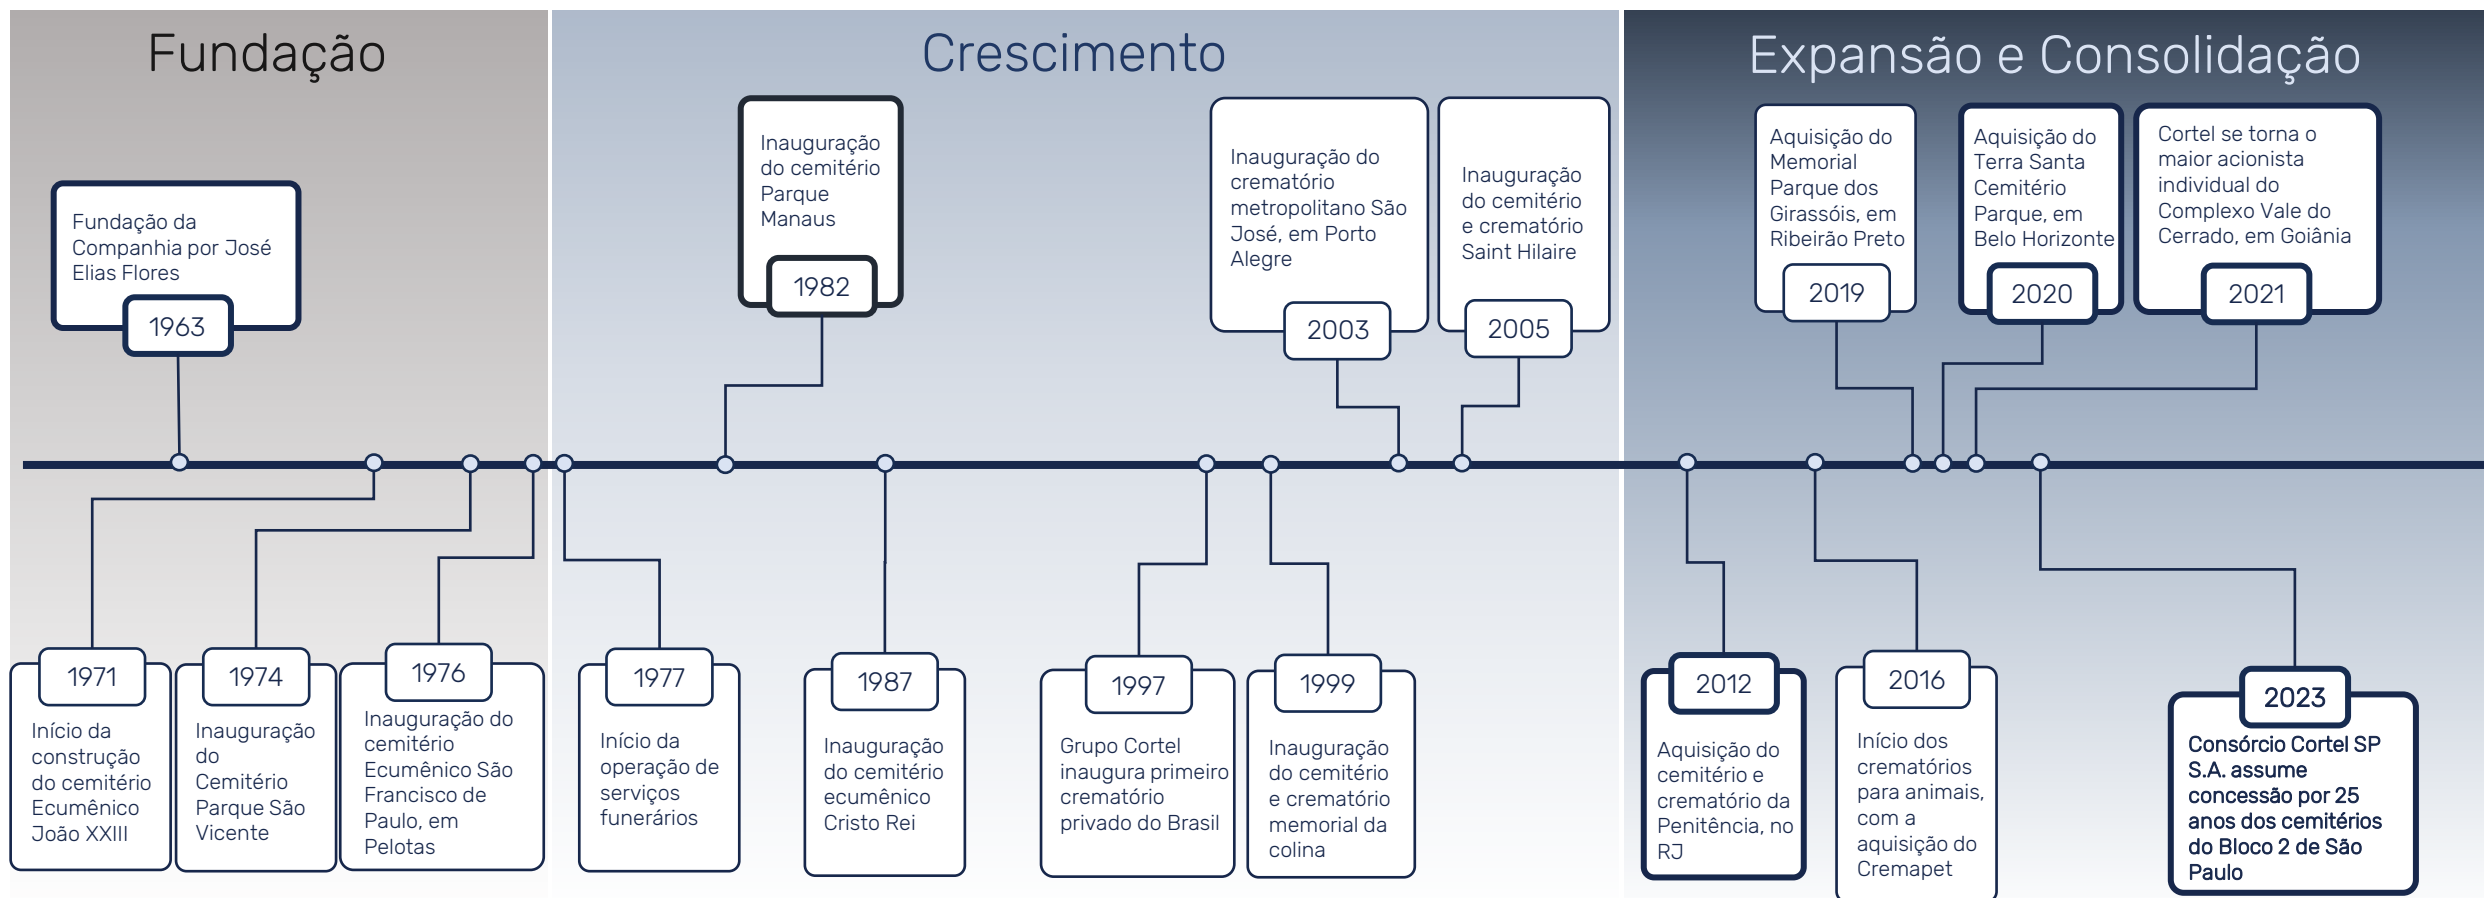 Fundação
Fundação da
Companhia por José
Elias Flores
1963
1971
Início da
construção
do cemitério
Ecumênico
João XXIII
1974
Inauguração
do
Cemitério
Parque São
Vicente
1976
Inauguração do
cemitério
Ecumênico São
Francisco de
Paulo, em
Pelotas
Crescimento
Inauguração
do cemitério
Parque
Manaus
1982
Inauguração do
crematório
metropolitano São
José, em Porto
Alegre
2003
Inauguração
do cemitério
e crematório
Saint Hilaire
2005
1977
Início da
operação de
serviços
funerários
1987
Inauguração
do cemitério
ecumênico
Cristo Rei
1997
Grupo Cortel
inaugura primeiro
crematório
privado do Brasil
1999
Inauguração
do cemitério
e crematório
memorial da
colina
Expansão e Consolidação
Aquisição do
Memorial
Parque dos
Girassóis, em
Ribeirão Preto
2019
Aquisição do
Terra Santa
Cemitério
Parque, em
Belo Horizonte
2020
Cortel se torna o
maior acionista
individual do
Complexo Vale do
Cerrado, em Goiânia
2021
2012
Aquisição do
cemitério e
crematório da
Penitência, no
RJ
2016
Início dos
crematórios
para animais,
com a
aquisição do
Cremapet
2023
Consórcio Cortel SP
S.A. assume
concessão por 25
anos dos cemitérios
do Bloco 2 de São
Paulo